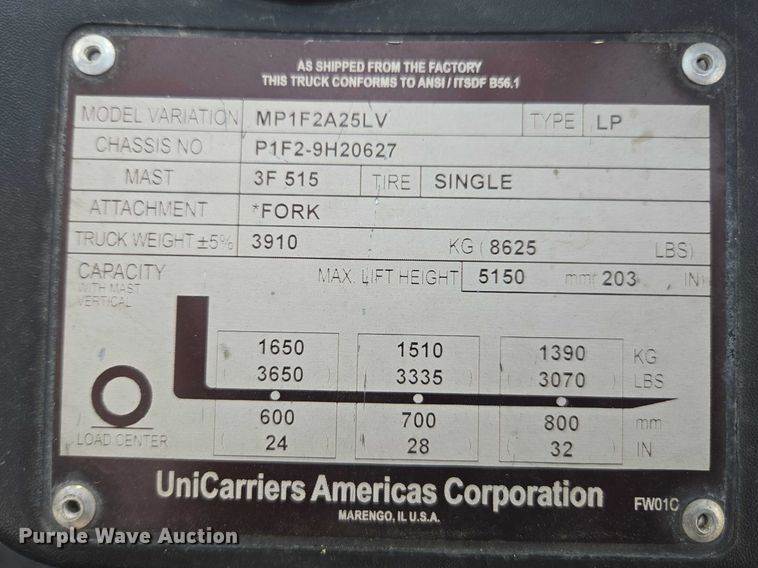 AS SHIPPED FROM THE FACTORY
THIS TRUCK CONFORMS TO ANSI / ITSDF B56.1
MODEL VARIATION MP1F2A25LV TYPE LP
CHASSIS NO P1F2-9H20627
MAST 3F 515 TIRE SINGLE
ATTACHMENT *FORK
TRUCK WEIGHT ±5% 3910 KG ( 8625 LBS)
CAPACITY MAX. LIFT HEIGHT 5150 mm( 203 IN)
WITH MAST
VERTICAL
1650 1510 1390 KG
3650 3335 3070 LBS
600 700 800 mm
LOAD CENTER 24 28 32 IN
UniCarriers Americas Corporation FW01C
MARENGO, IL U.S.A.
Purple Wave Auction